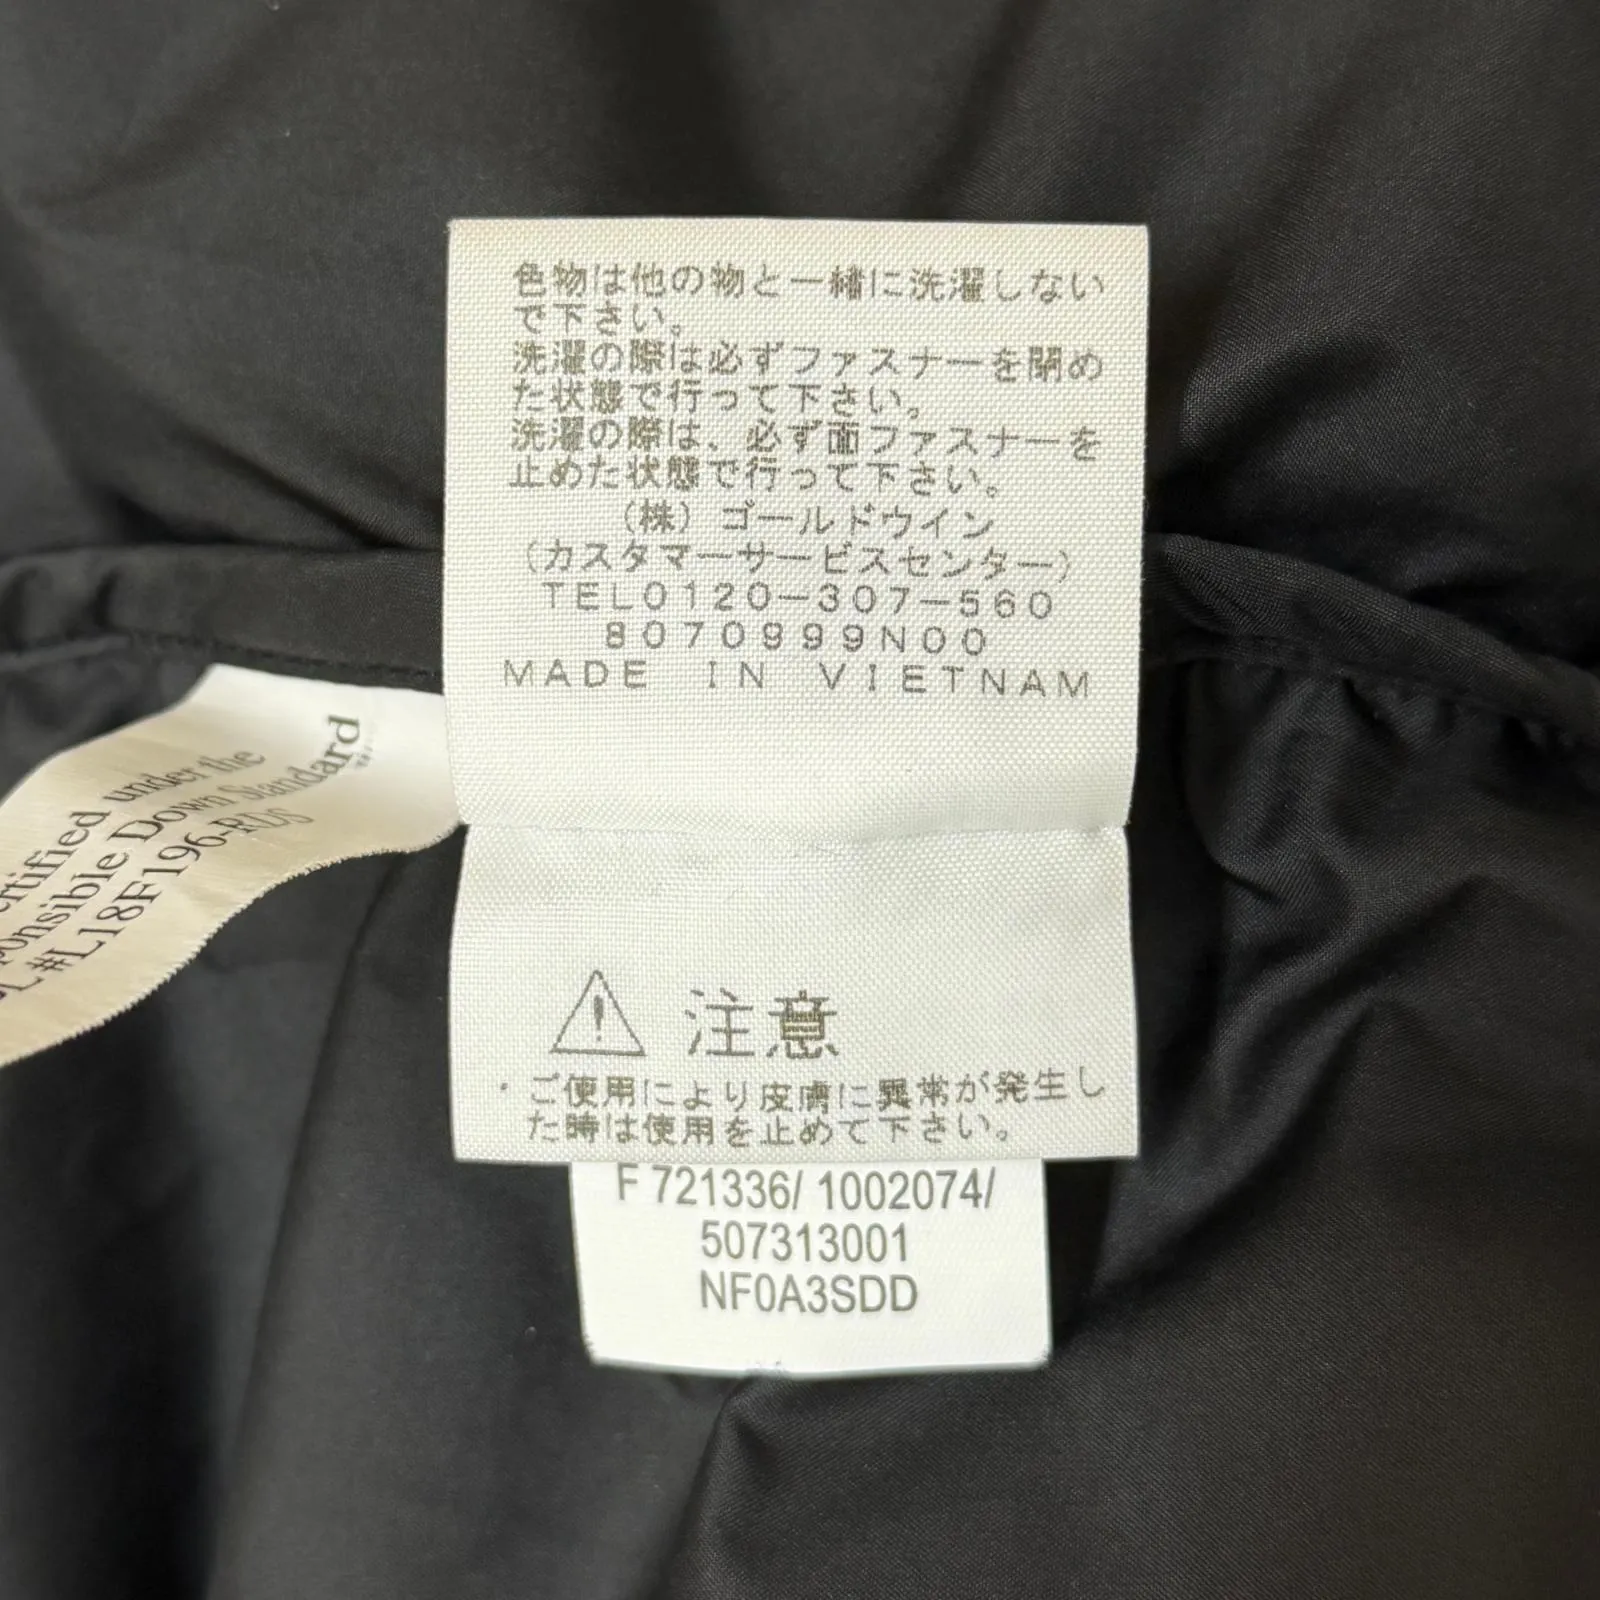 色物は他の物と一緒に洗濯しない
で下さい。
洗濯の際は必ずファスナーを閉め
た状態で行って下さい。
洗濯の際は、必ず面ファスナーを
止めた状態で行って下さい。
(株)ゴールドウイン
(カスタマーサービスセンター)
TEL0120-307-560
8070999N00
MADE IN VIETNAM
under the
Down Standard
#L18F196-RDS
注意
・ご使用により皮膚に異常が発生し
た時は使用を止めて下さい。
F 721336/ 1002074/
507313001
NF0A3SDD